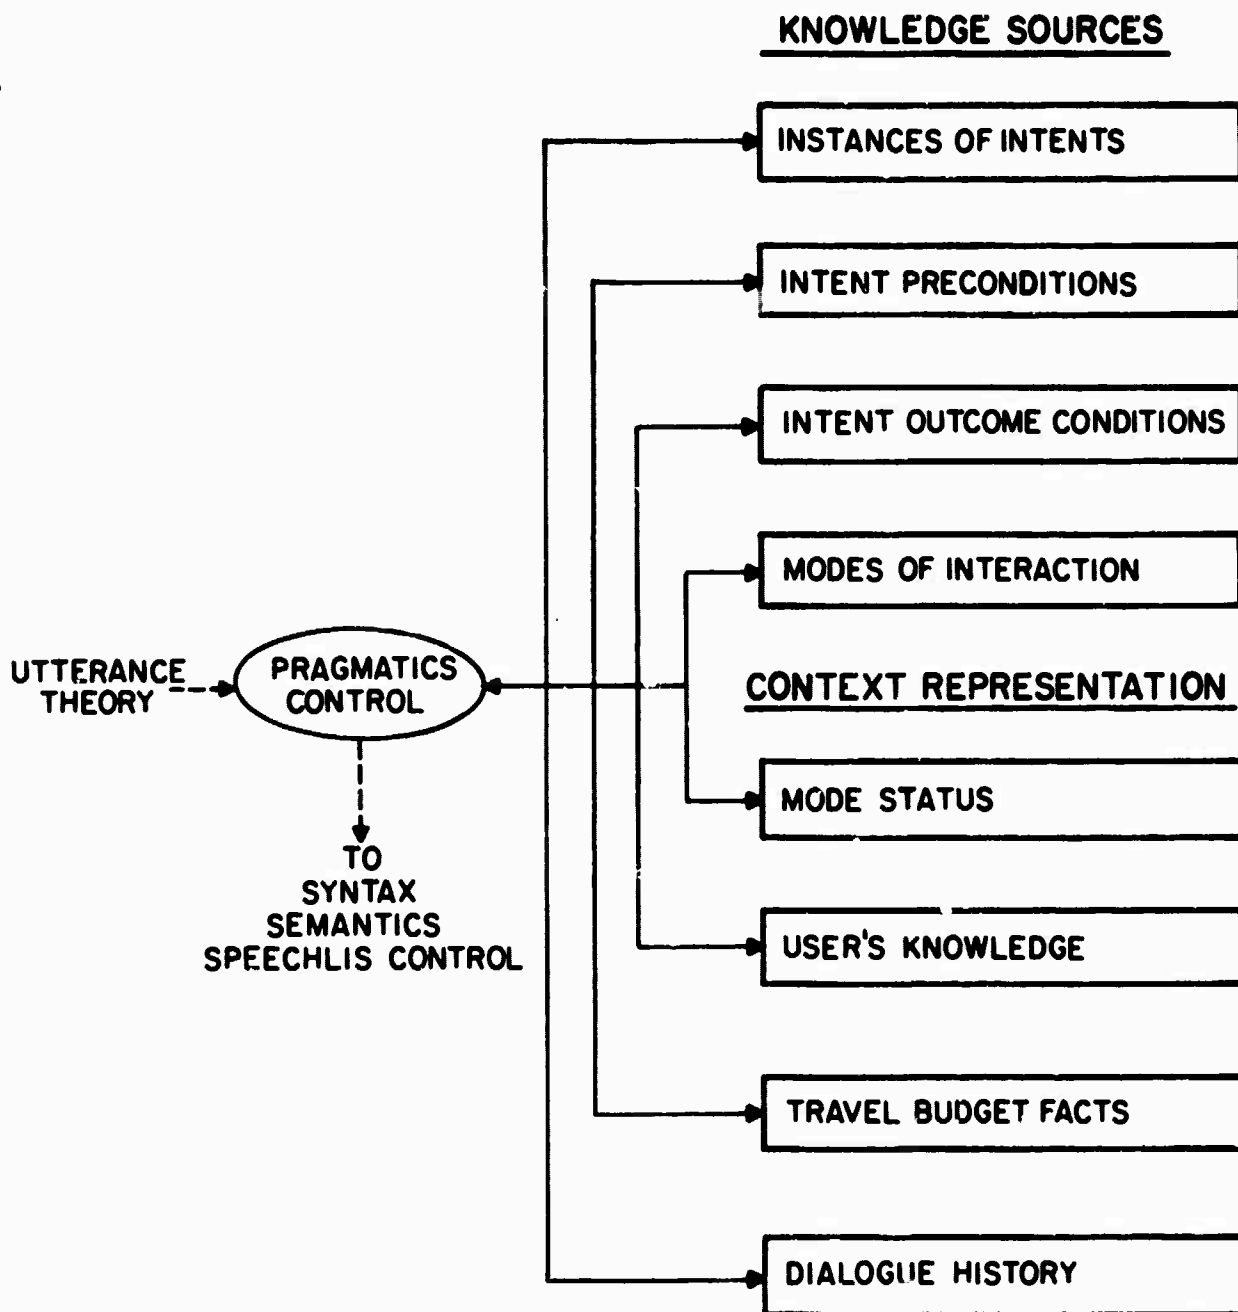 KNOWLEDGE SOURCES
INSTANCES OF INTENTS
INTENT PRECONDITIONS
INTENT OUTCOME CONDITIONS
MODES OF INTERACTION
UTTERANCE
THEORY
PRAGMATICS
CONTROL
CONTEXT REPRESENTATION
MODE STATUS
TO
SYNTAX
SEMANTICS
SPEECHLIS CONTROL
USER'S KNOWLEDGE
TRAVEL BUDGET FACTS
DIALOGUE HISTORY